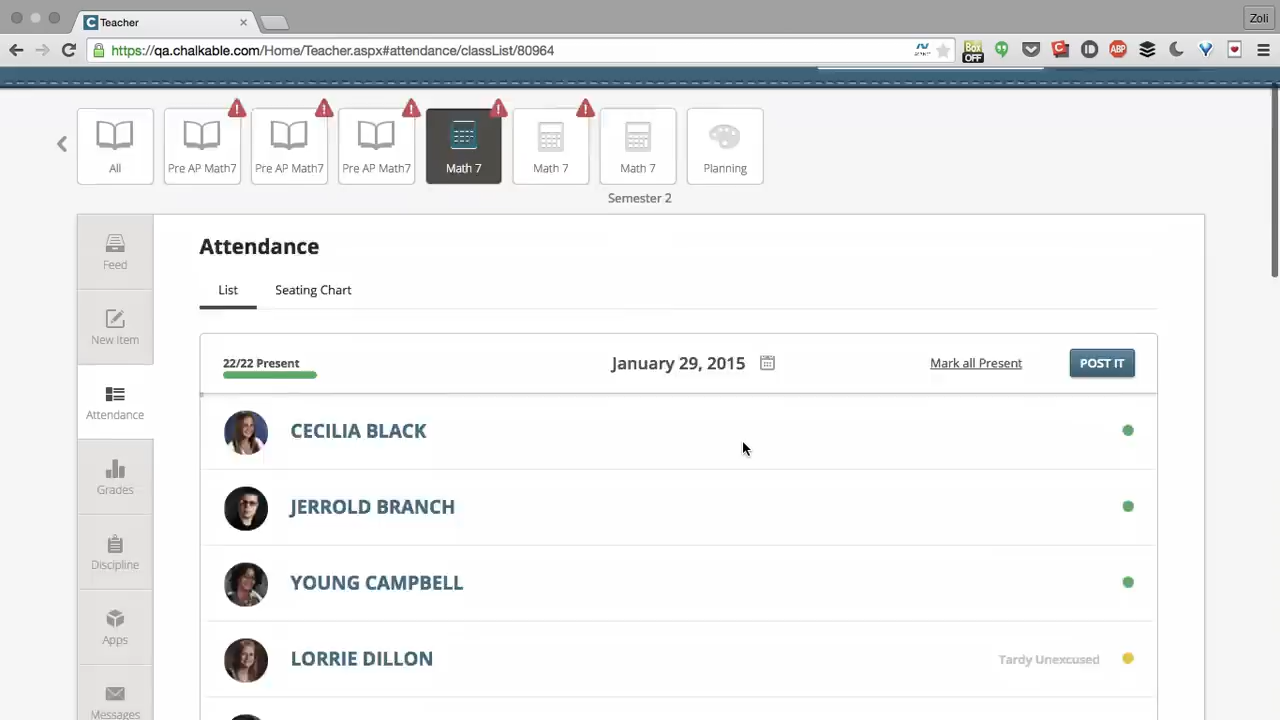 Teacher
Zoli
https://qa.chalkable.com/Home/Teacher.aspx#attendance/classList/80964
Box OFF
ABP
All
Pre AP Math7
Pre AP Math7
Pre AP Math7
Math 7
Math 7
Math 7
Planning
Semester 2
Feed
New Item
Attendance
Grades
Discipline
Apps
Messages
Attendance
List
Seating Chart
22/22 Present
January 29, 2015
Mark all Present
POST IT
CECILIA BLACK
JERROLD BRANCH
YOUNG CAMPBELL
LORRIE DILLON
Tardy Unexcused